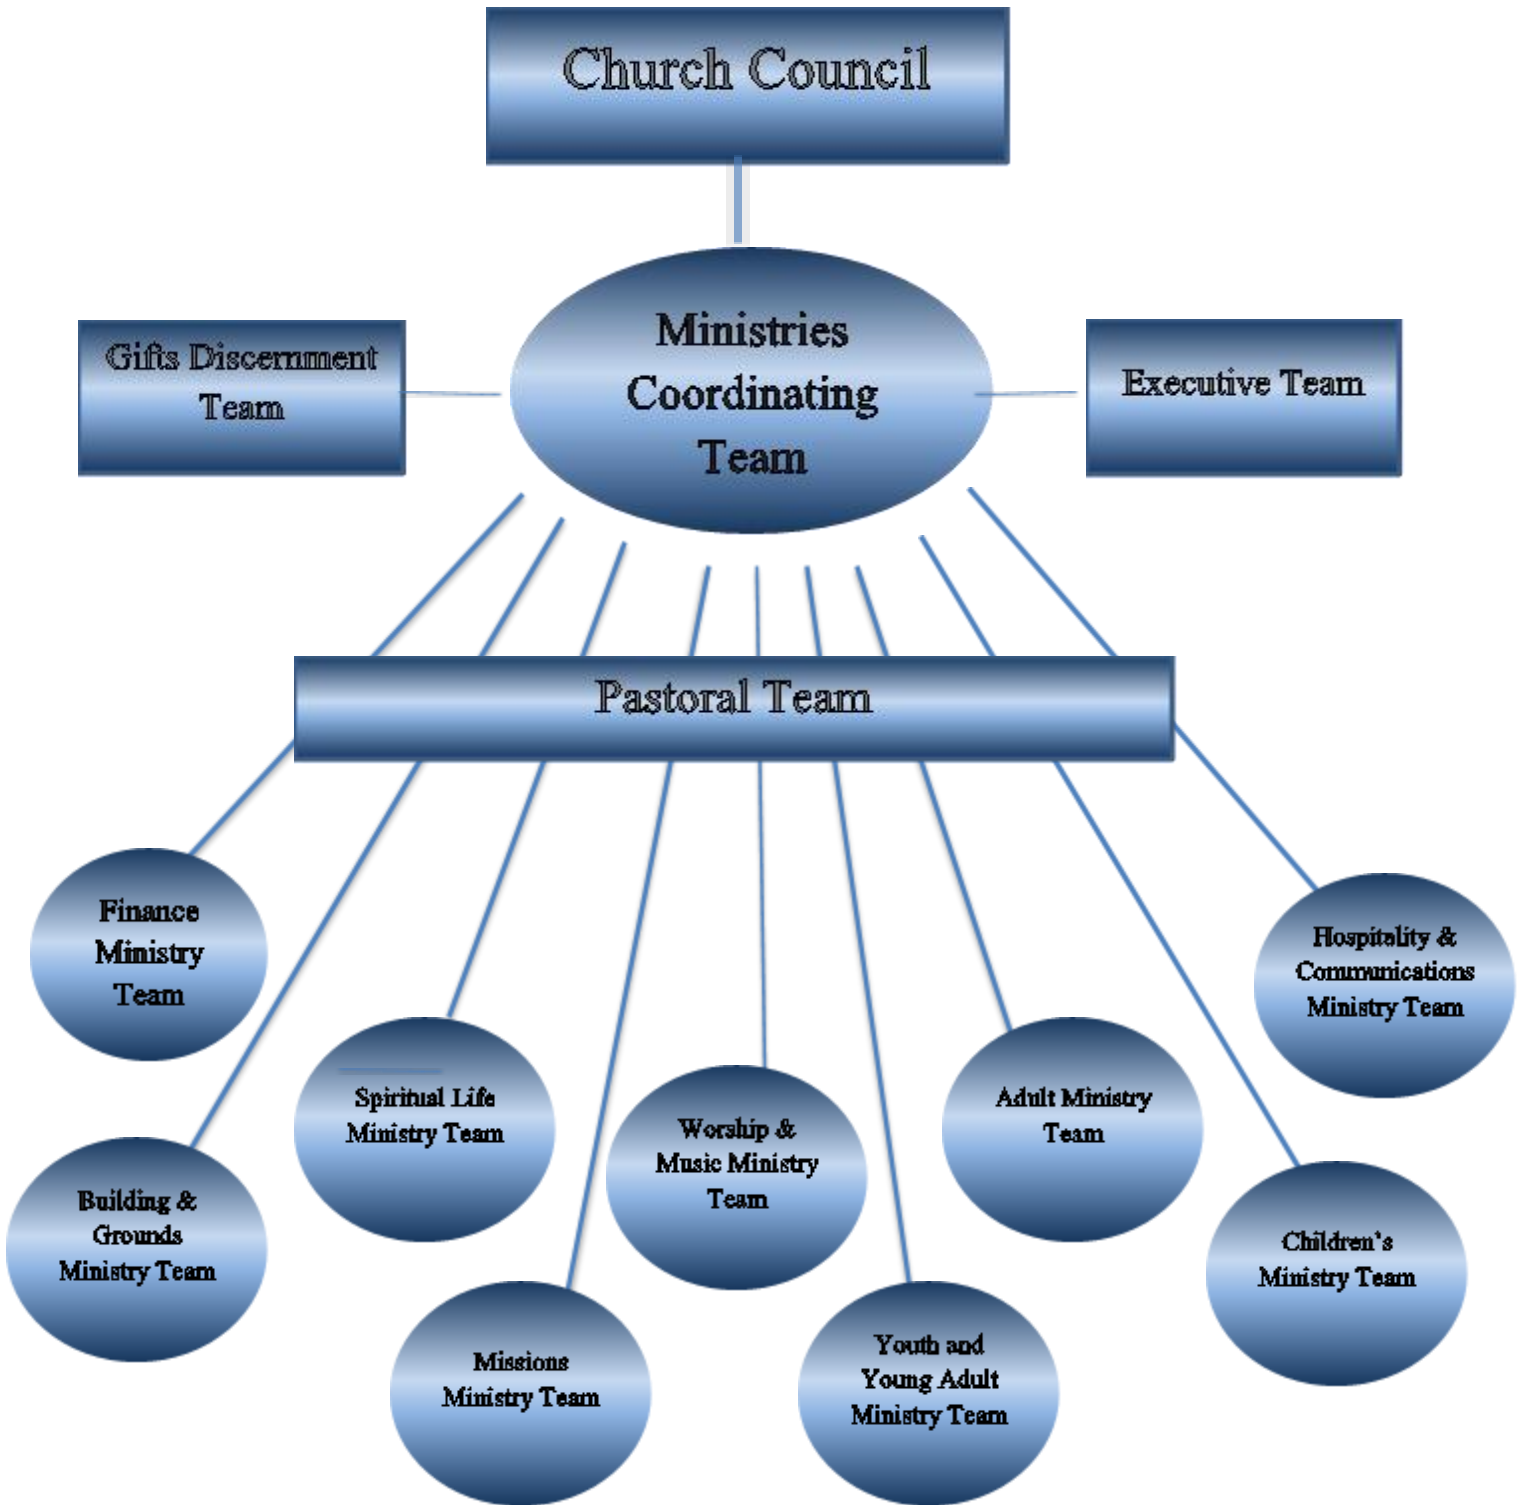 Church Council
Ministries
Coordinating
Team
Gifts Discernment
Team
Executive Team
Pastoral Team
Finance
Ministry
Team
Hospitality &
Communications
Ministry Team
Spiritual Life
Ministry Team
Adult Ministry
Team
Worship &
Music Ministry
Team
Building &
Grounds
Ministry Team
Children's
Ministry Team
Missions
Ministry Team
Youth and
Young Adult
Ministry Team